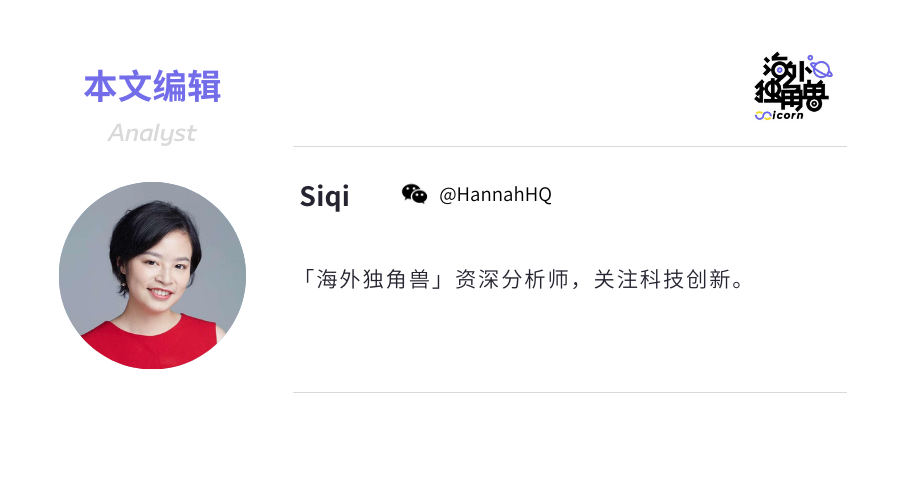 本文编辑
Analyst
海外
独角兽
icorn
Siqi
@HannahHQ
「海外独角兽」资深分析师，关注科技创新。